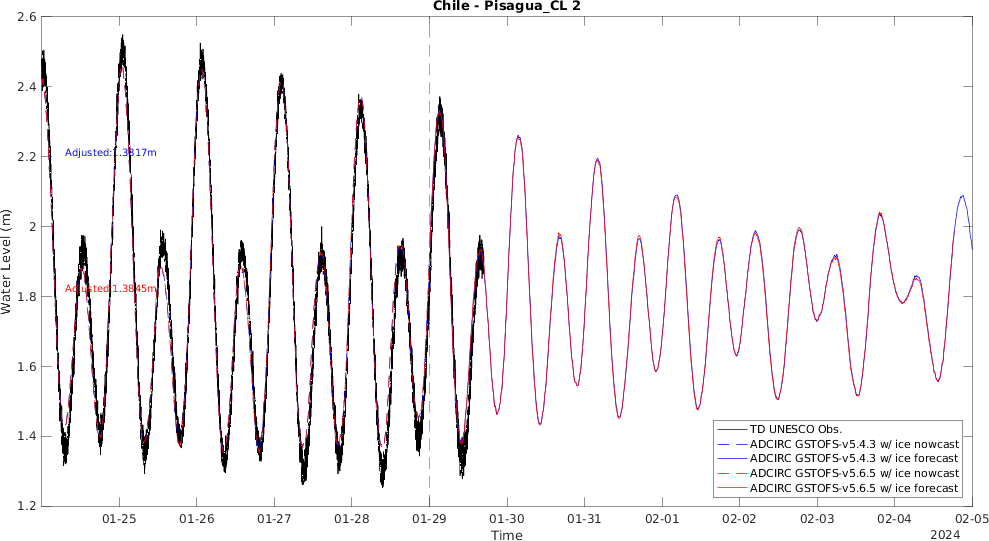 Chile - Pisagua_CL 2
2.6
2.4
2.2
2
1.8
1.6
1.4
1.2
Water Level (m)
Adjusted:1.3317m
Adjusted:1.3845m
TD UNESCO Obs.
ADCIRC GSTOFS-v5.4.3 w/ ice nowcast
ADCIRC GSTOFS-v5.4.3 w/ ice forecast
ADCIRC GSTOFS-v5.6.5 w/ ice nowcast
ADCIRC GSTOFS-v5.6.5 w/ ice forecast
01-25 01-26 01-27 01-28 01-29 01-30 01-31 02-01 02-02 02-03 02-04 02-05
Time
2024